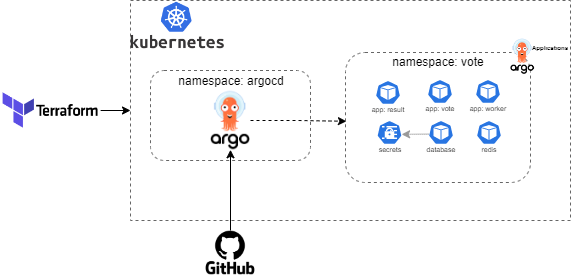 kubernetes
Terraform
namespace: argocd
argo
namespace: vote
Applications
argo
app: result
app: vote
app: worker
secrets
database
redis
GitHub